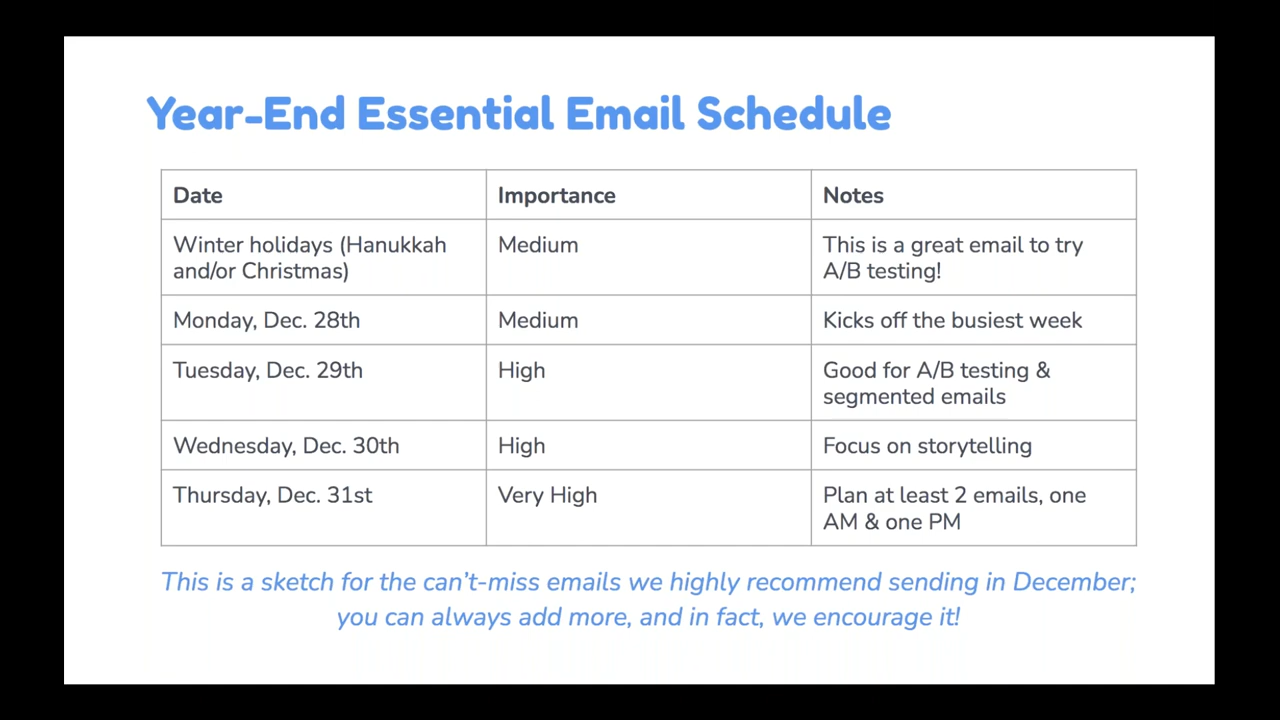 Year-End Essential Email Schedule
Date
Importance
Notes
Winter holidays (Hanukkah
and/or Christmas)
Medium
This is a great email to try
A/B testing!
Monday, Dec. 28th
Medium
Kicks off the busiest week
Tuesday, Dec. 29th
High
Good for A/B testing &
segmented emails
Wednesday, Dec. 30th
High
Focus on storytelling
Thursday, Dec. 31st
Very High
Plan at least 2 emails, one
AM & one PM
This is a sketch for the can’t-miss emails we highly recommend sending in December;
you can always add more, and in fact, we encourage it!